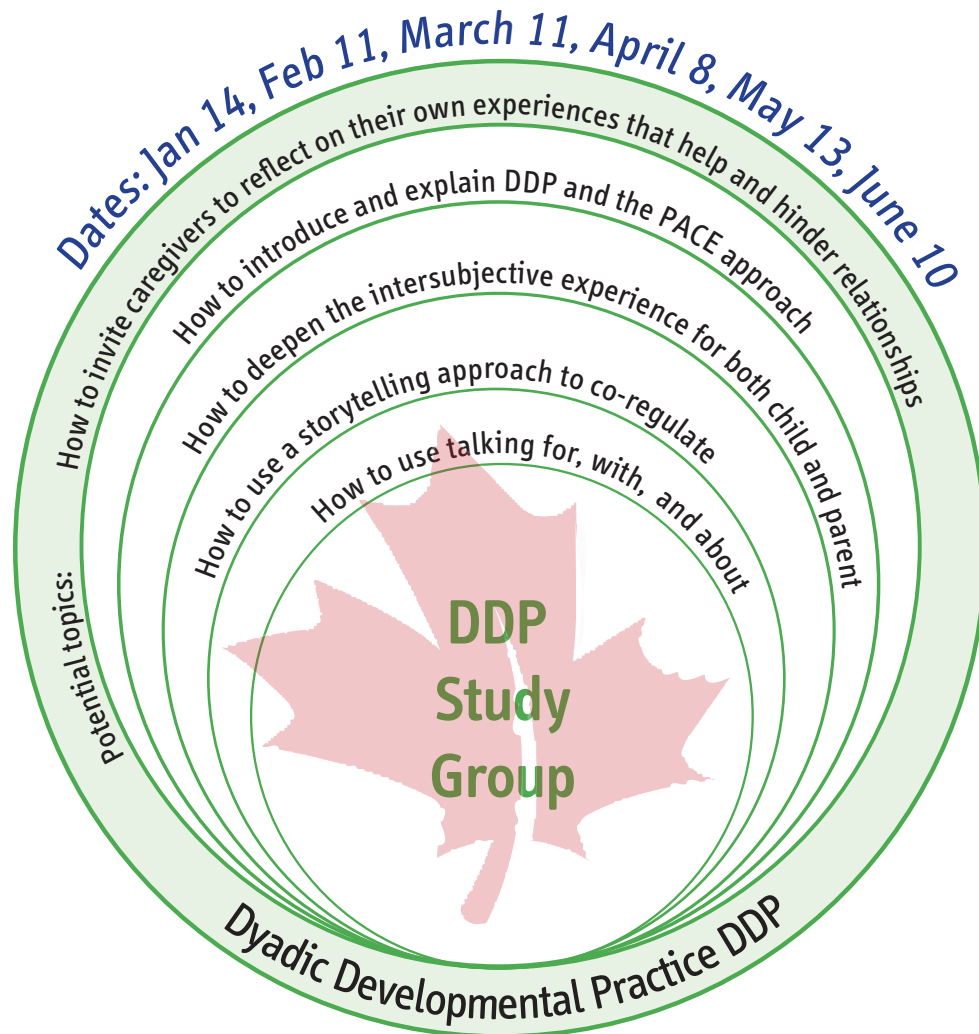 Dates: Jan 14, Feb 11, March 11, April 8, May 13, June 10
Potential topics:
How to invite caregivers to reflect on their own experiences that help and hinder relationships
How to introduce and explain DDP and the PACE approach
How to deepen the intersubjective experience for both child and parent
How to use a storytelling approach to co-regulate
How to use talking for, with, and about
DDP
Study
Group
Dyadic Developmental Practice DDP